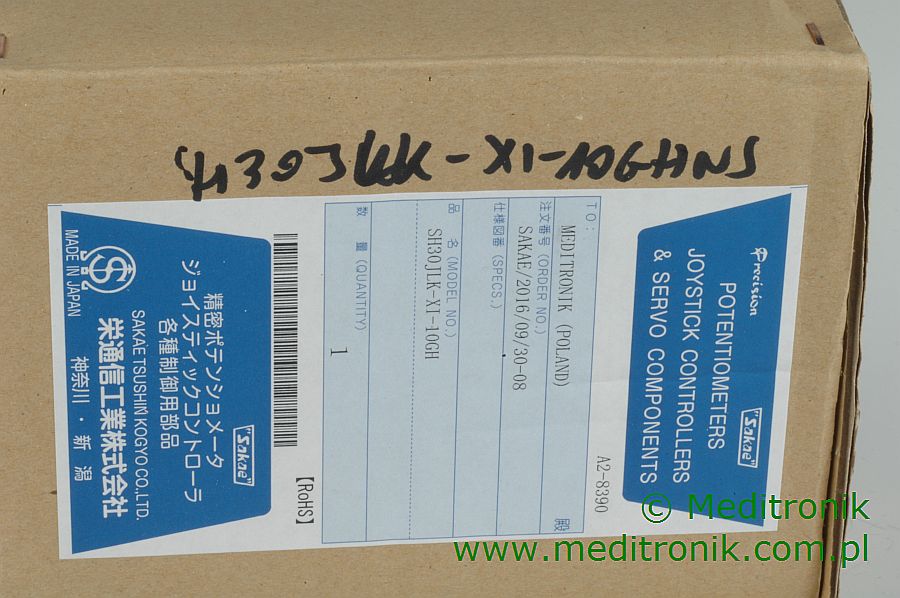 "Sakae"
Precision
POTENTIOMETERS
JOYSTICK CONTROLLERS
& SERVO COMPONENTS
A2-8390
TO:
MEDITRONIK (POLAND) 殿
注文番号 (ORDER NO.)
SAKAE/2016/09/30-08
仕様図番 (SPECS.)
品 名 (MODEL NO.)
SH30JLK-XI-10GH
数 量 (QUANTITY)
1
【RoHS】
"Sakae"
精密ポテンショメータ
ジョイスティックコントローラ
各種制御用部品
SAKAE TSUSHIN KOGYO CO.,LTD.
栄通信工業株式会社
神奈川・新潟
MADE IN JAPAN
© Meditronik
www.meditronik.com.pl